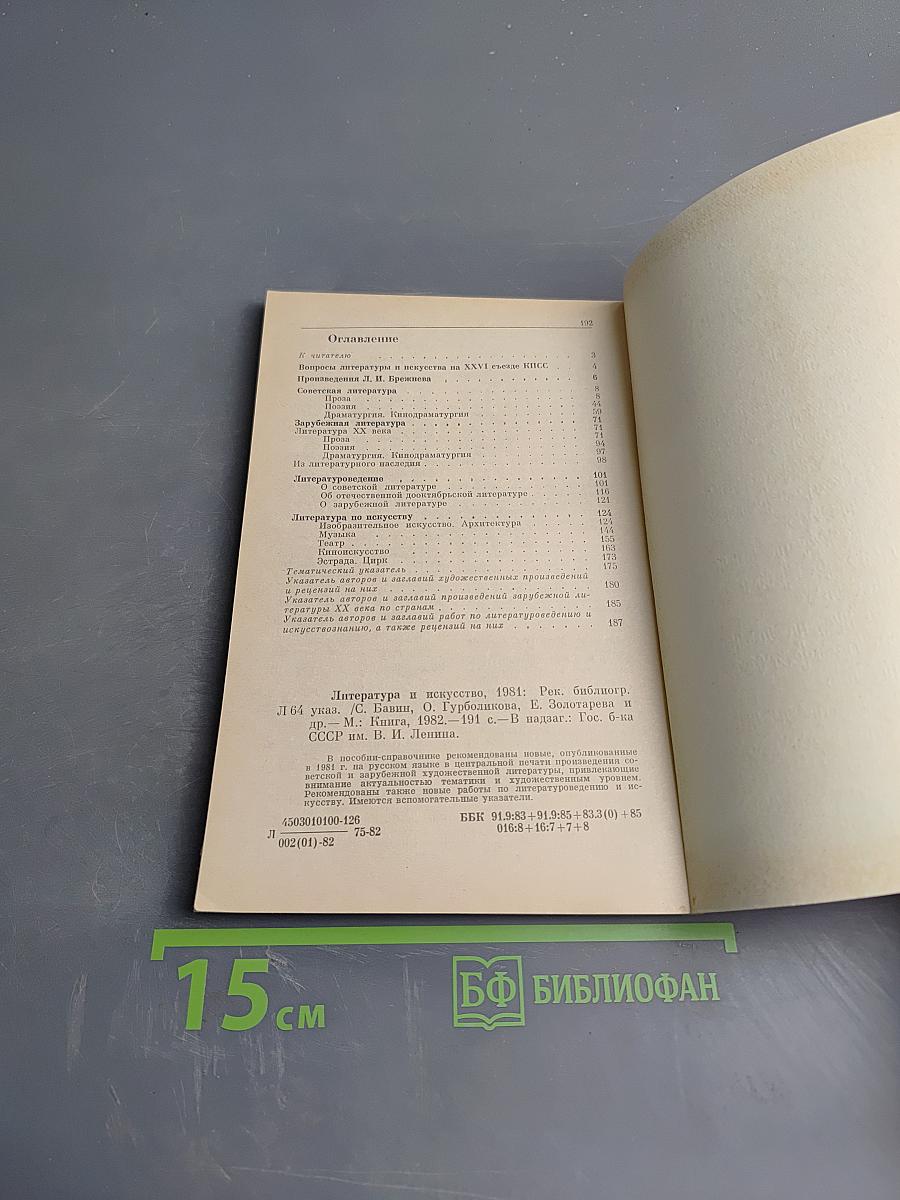 192
Оглавление
К читателю . . . . . . . . . . . . . . . . 3
Вопросы литературы и искусства на XXVI съезде КПСС 4
Произведения Л. И. Брежнева . . . . . . . . . . 6
Советская литература . . . . . . . . . . . . . 8
Проза . . . . . . . . . . . . . . . . 8
Поэзия . . . . . . . . . . . . . . . . 44
Драматургия. Кинодраматургия . . . . . . . . 59
Зарубежная литература . . . . . . . . . . . . 71
Литература XX века . . . . . . . . . . . . . 71
Проза . . . . . . . . . . . . . . . . 71
Поэзия . . . . . . . . . . . . . . . . 94
Драматургия. Кинодраматургия . . . . . . . . 97
Из литературного наследия . . . . . . . . . . . 98
Литературоведение . . . . . . . . . . . . . 101
О советской литературе . . . . . . . . . . 101
Об отечественной дооктябрьской литературе . . . . 116
О зарубежной литературе . . . . . . . . . . 121
Литература по искусству . . . . . . . . . . . 124
Изобразительное искусство. Архитектура . . . . . 124
Музыка . . . . . . . . . . . . . . . 144
Театр . . . . . . . . . . . . . . . . 155
Киноискусство . . . . . . . . . . . . . 163
Эстрада. Цирк . . . . . . . . . . . . . 173
Тематический указатель . . . . . . . . . . . . 175
Указатель авторов и заглавий художественных произведений
и рецензий на них . . . . . . . . . . . . . 180
Указатель авторов и заглавий произведений зарубежной ли-
тературы XX века по странам . . . . . . . . . . 185
Указатель авторов и заглавий работ по литературоведению и
искусствознанию, а также рецензий на них . . . . . . . 187
Литература и искусство, 1981: Рек. библиогр.
Л 64 указ. /С. Бавин, О. Гурболикова, Е. Золотарева и
др.— М.: Книга, 1982.—191 с.—В надзаг.: Гос. б-ка
СССР им. В. И. Ленина.
В пособии-справочнике рекомендованы новые, опубликованные
в 1981 г. на русском языке в центральной печати произведения со-
ветской и зарубежной художественной литературы, привлекающие
внимание актуальностью тематики и художественным уровнем.
Рекомендованы также новые работы по литературоведению и ис-
кусству. Имеются вспомогательные указатели.
Л 4503010100-126 75-82
002(01)-82
ББК 91.9:83+91.9:85+83.3(0)+85
016:8+16:7+7+8
15 см
БФ БИБЛИОФАН